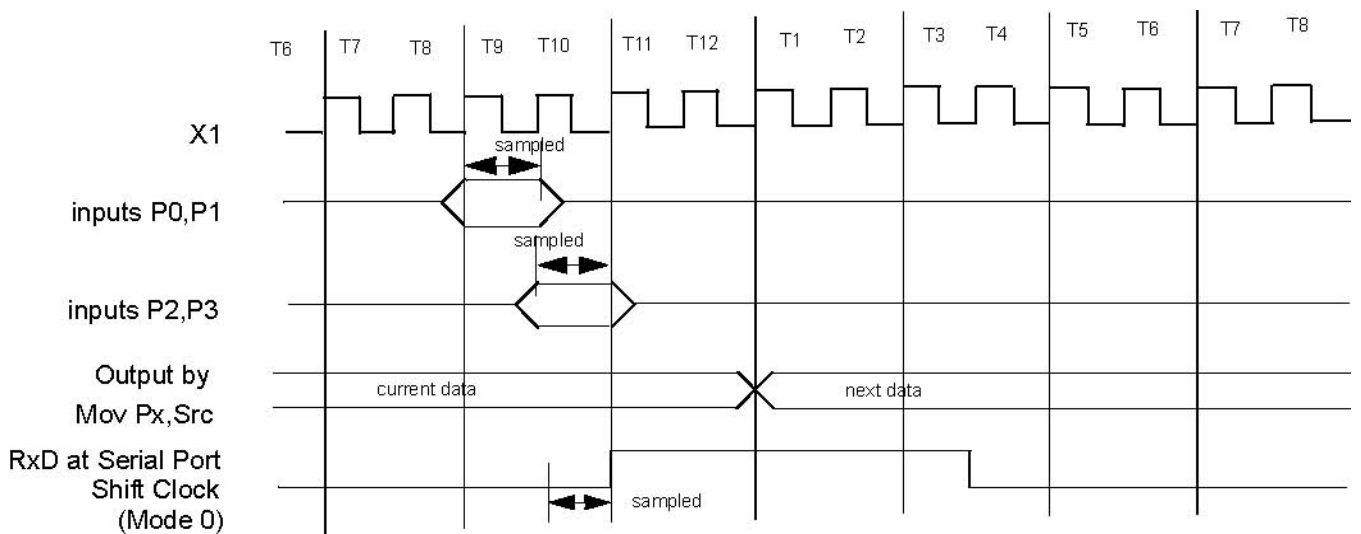 T6 T7 T8 T9 T10 T11 T12 T1 T2 T3 T4 T5 T6 T7 T8
X1
sampled
inputs P0,P1
sampled
inputs P2,P3
Output by
current data next data
Mov Px,Src
RxD at Serial Port
Shift Clock
sampled
(Mode 0)